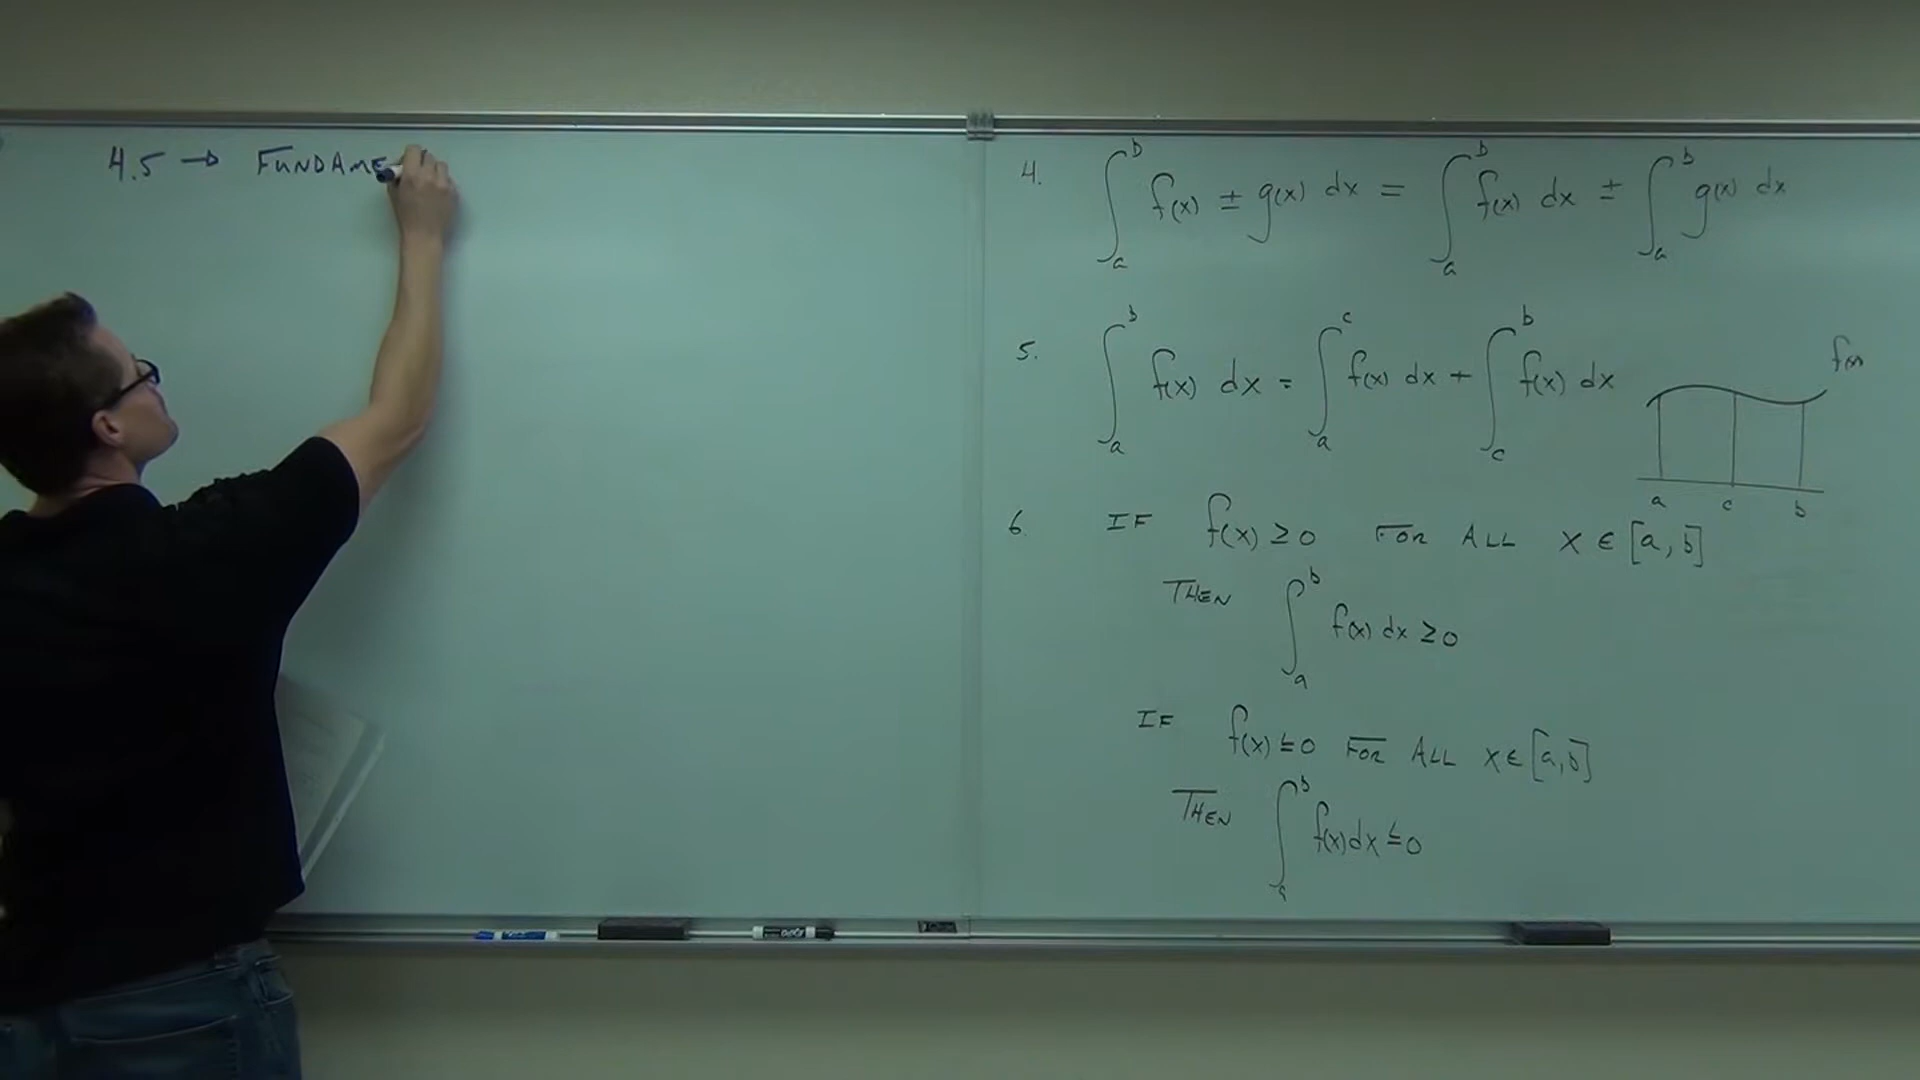 4.5 → FUNDAME
4. ∫_a^b f(x) ± g(x) dx = ∫_a^b f(x) dx ± ∫_a^b g(x) dx
5. ∫_a^b f(x) dx = ∫_a^c f(x) dx + ∫_c^b f(x) dx
f(x)
a c b
6. IF f(x) ≥ 0 FOR ALL x ∈ [a, b]
THEN ∫_a^b f(x) dx ≥ 0
IF f(x) ≤ 0 FOR ALL x ∈ [a, b]
THEN ∫_a^b f(x) dx ≤ 0